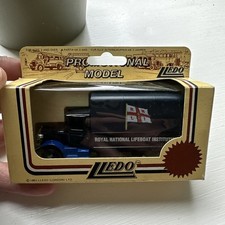 PROMOTIONAL
MODEL
LLEDO
ROYAL NATIONAL LIFEBOAT INSTITUTION
LLEDO